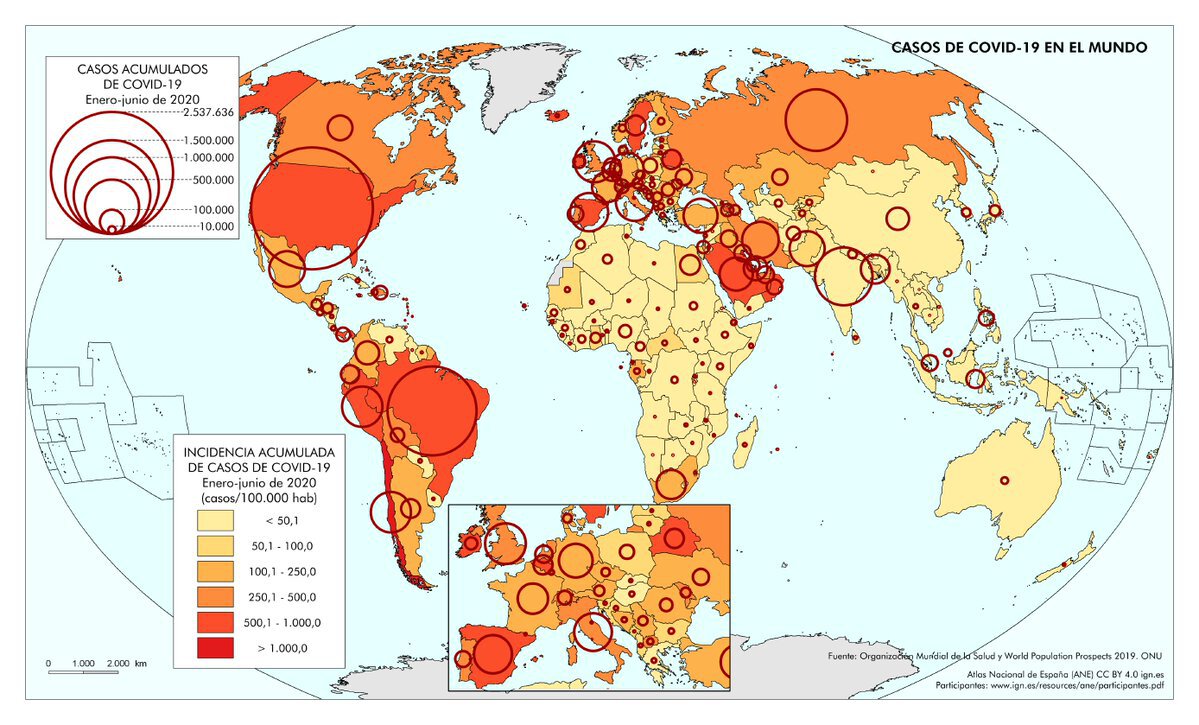 CASOS DE COVID-19 EN EL MUNDO
CASOS ACUMULADOS
DE COVID-19
Enero-junio de 2020
2.537.636
1.500.000
1.000.000
500.000
100.000
10.000
INCIDENCIA ACUMULADA
DE CASOS DE COVID-19
Enero-junio de 2020
(casos/100.000 hab)
< 50,1
50,1 - 100,0
100,1 - 250,0
250,1 - 500,0
500,1 - 1.000,0
> 1.000,0
0 1.000 2.000 km
Fuente: Organización Mundial de la Salud y World Population Prospects 2019. ONU
Atlas Nacional de España (ANE) CC BY 4.0 ign.es
Participantes: www.ign.es/resources/ane/participantes.pdf